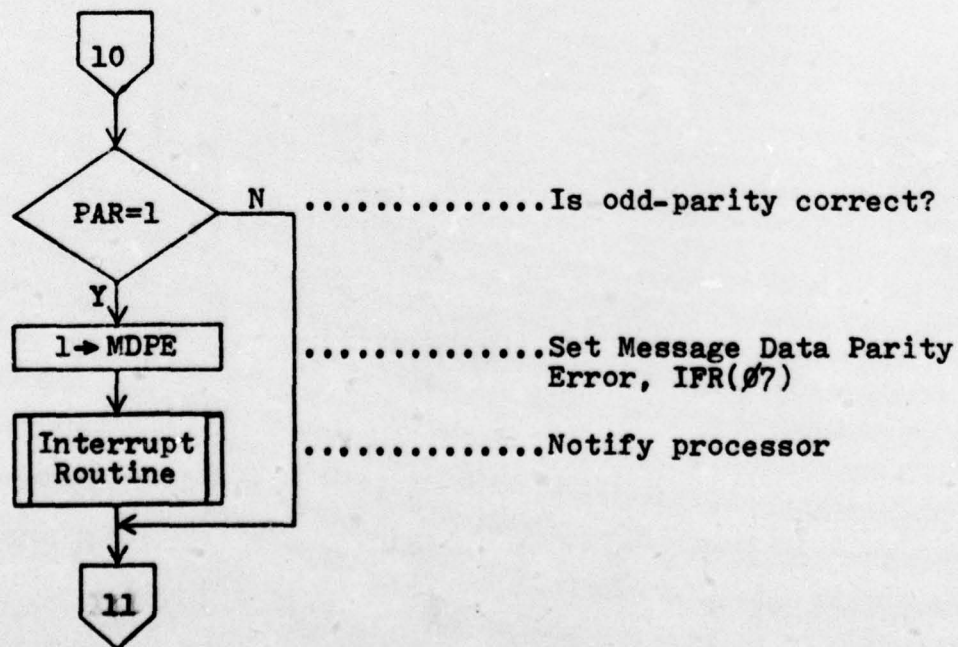 10
PAR=1 N ..............Is odd-parity correct?
Y
1→MDPE ..............Set Message Data Parity
Error, IFR(Ø7)
Interrupt ..............Notify processor
Routine
11